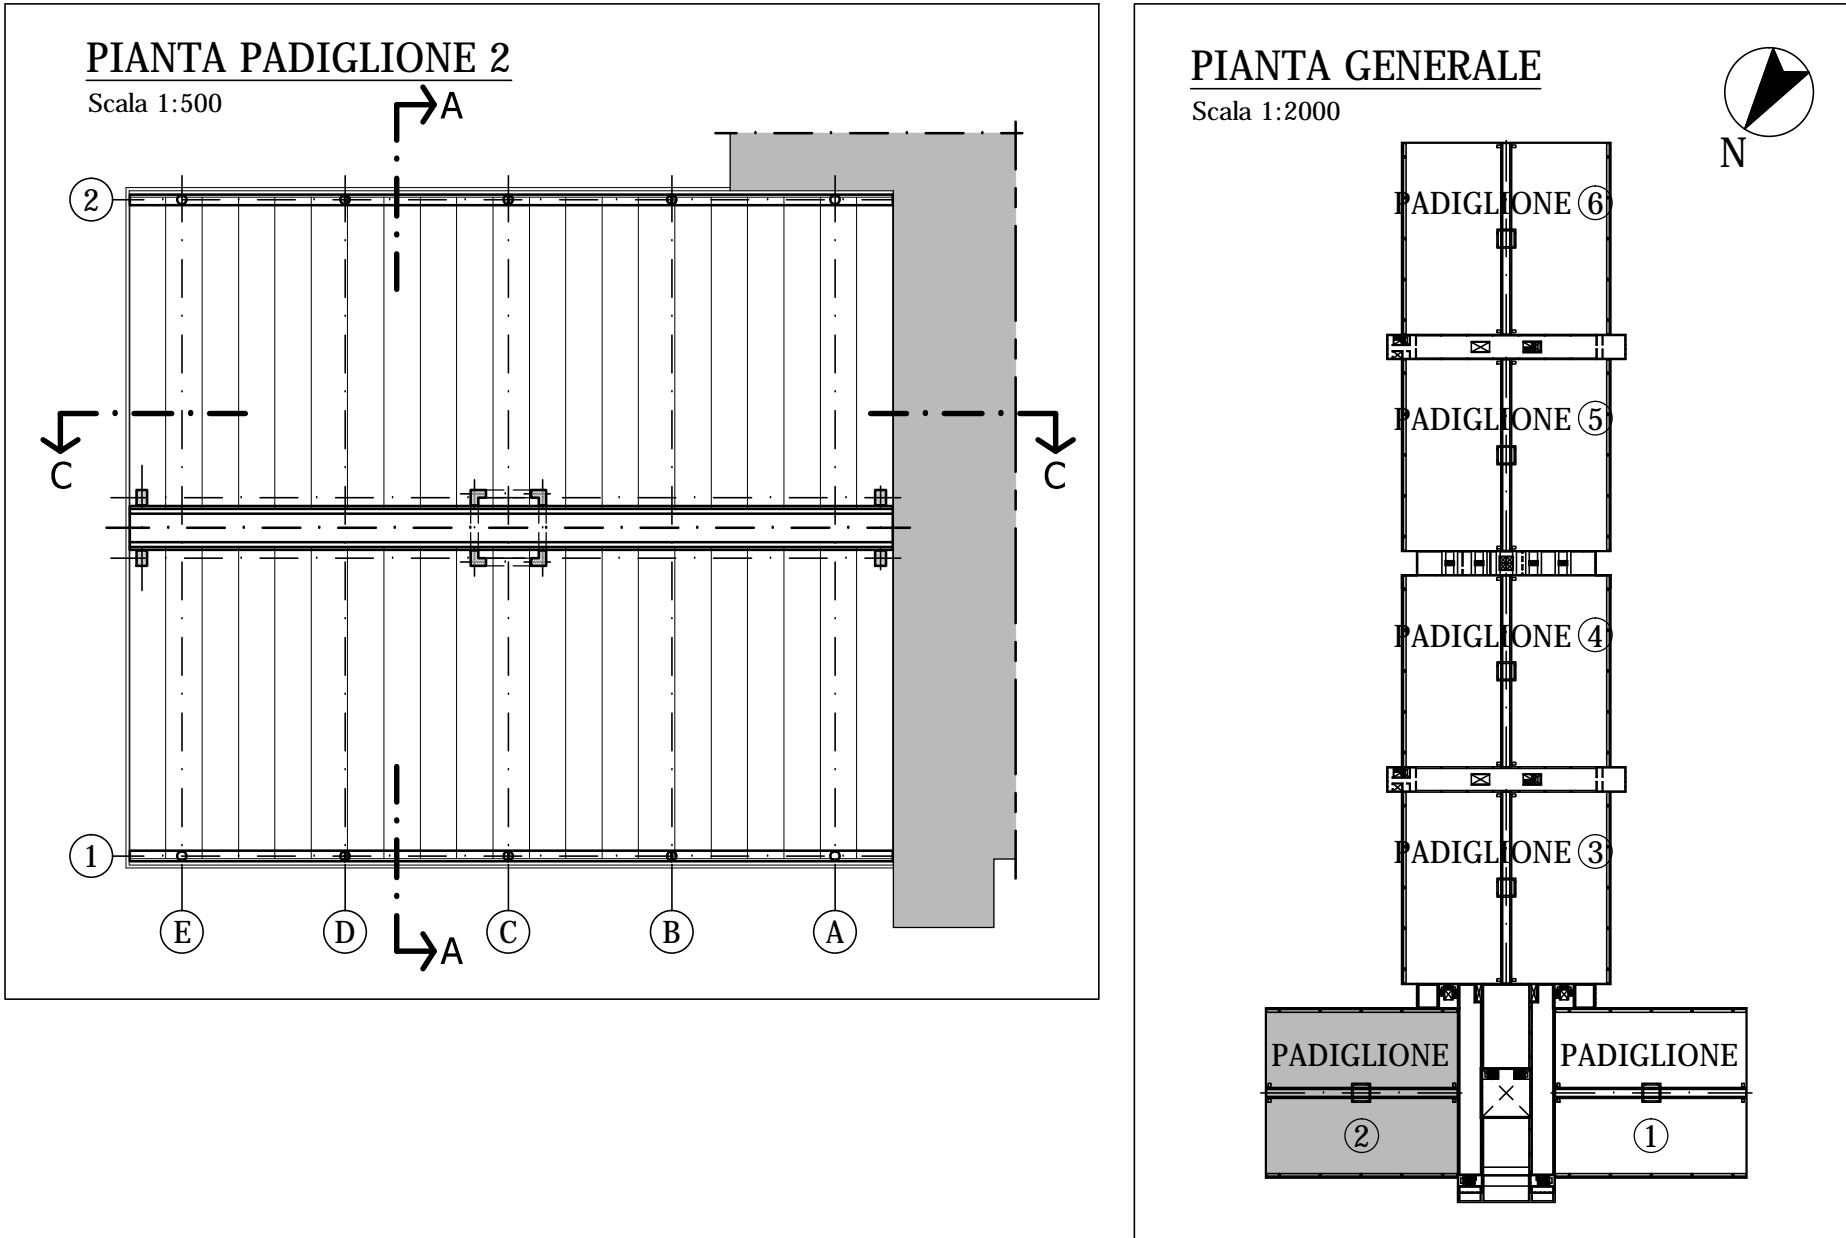 PIANTA PADIGLIONE 2
Scala 1:500
A
2
C
C
1
E
D
C
B
A
A
PIANTA GENERALE
Scala 1:2000
N
PADIGLIONE 6
PADIGLIONE 5
PADIGLIONE 4
PADIGLIONE 3
PADIGLIONE
2
PADIGLIONE
1